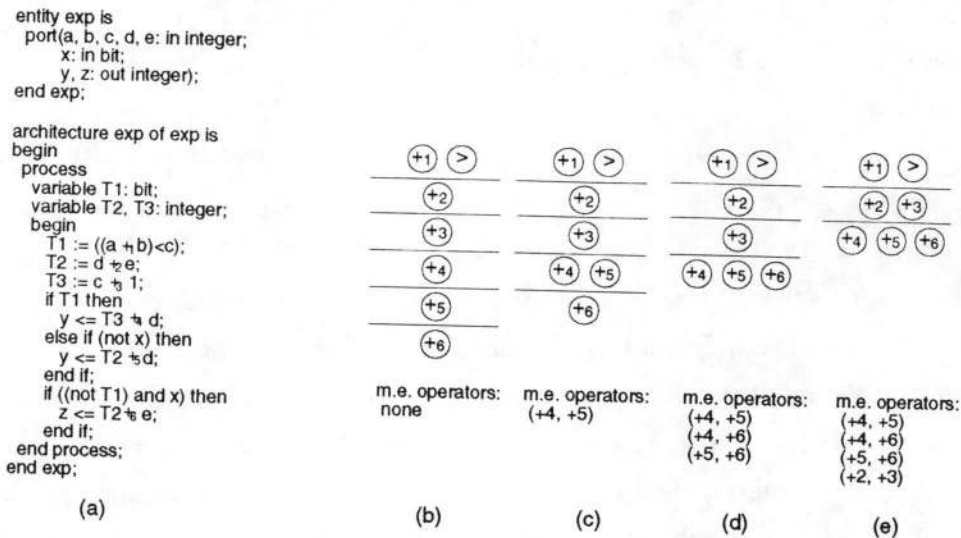 entity exp is
port(a, b, c, d, e: in integer;
x: in bit;
y, z: out integer);
end exp;
architecture exp of exp is
begin
process
variable T1: bit;
variable T2, T3: integer;
begin
T1 := ((a +1 b)<c);
T2 := d +2 e;
T3 := c +3 1;
if T1 then
y <= T3 +4 d;
else if (not x) then
y <= T2 +5 d;
end if;
if ((not T1) and x) then
z <= T2 +6 e;
end if;
end process;
end exp;
(a)
+1 >
+2
+3
+4
+5
+6
m.e. operators:
none
(b)
+1 >
+2
+3
+4 +5
+6
m.e. operators:
(+4, +5)
(c)
+1 >
+2
+3
+4 +5 +6
m.e. operators:
(+4, +5)
(+4, +6)
(+5, +6)
(d)
+1 >
+2 +3
+4 +5 +6
m.e. operators:
(+4, +5)
(+4, +6)
(+5, +6)
(+2, +3)
(e)